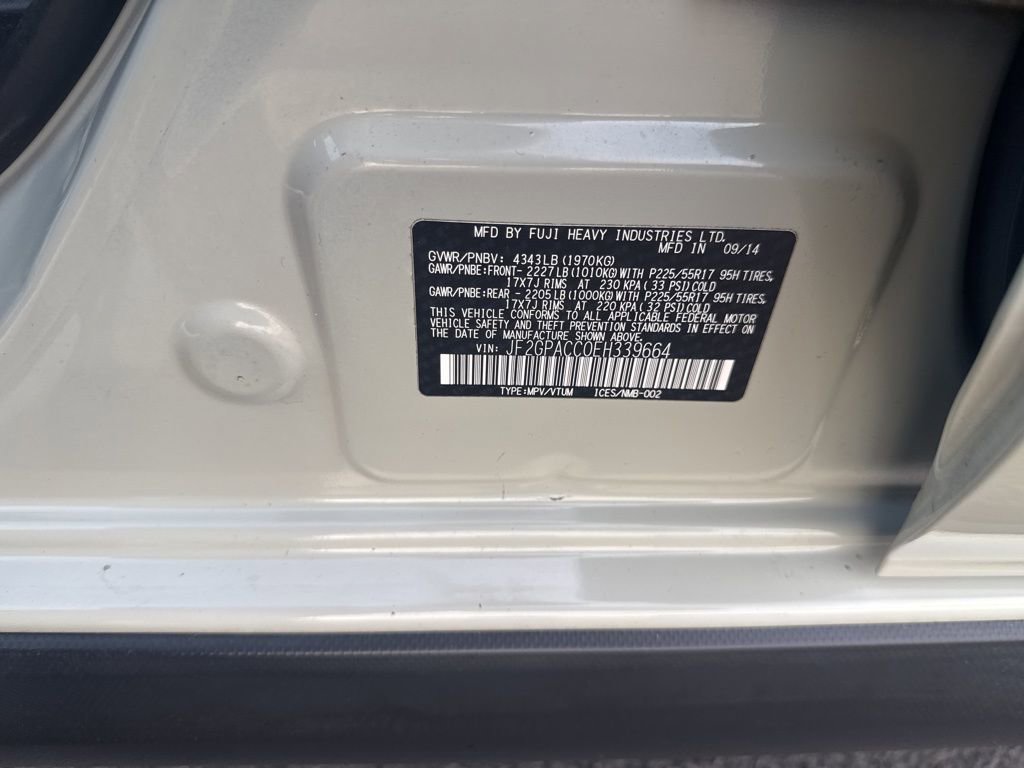 MFD BY FUJI HEAVY INDUSTRIES LTD.
MFD IN 09/14
GVWR/PNBV: 4343LB (1970KG)
GAWR/PNBE:FRONT- 2227LB (1010KG) WITH P225/55R17 95H TIRES,
17X7J RIMS AT 230 KPA ( 33 PSI) COLD
GAWR/PNBE:REAR - 2205LB (1000KG) WITH P225/55R17 95H TIRES,
17X7J RIMS AT 220 KPA ( 32 PSI) COLD
THIS VEHICLE CONFORMS TO ALL APPLICABLE FEDERAL MOTOR
VEHICLE SAFETY AND THEFT PREVENTION STANDARDS IN EFFECT ON
THE DATE OF MANUFACTURE SHOWN ABOVE.
VIN: JF2GPACC0EH339664
TYPE:MPV/VTUM ICES/NMB-002